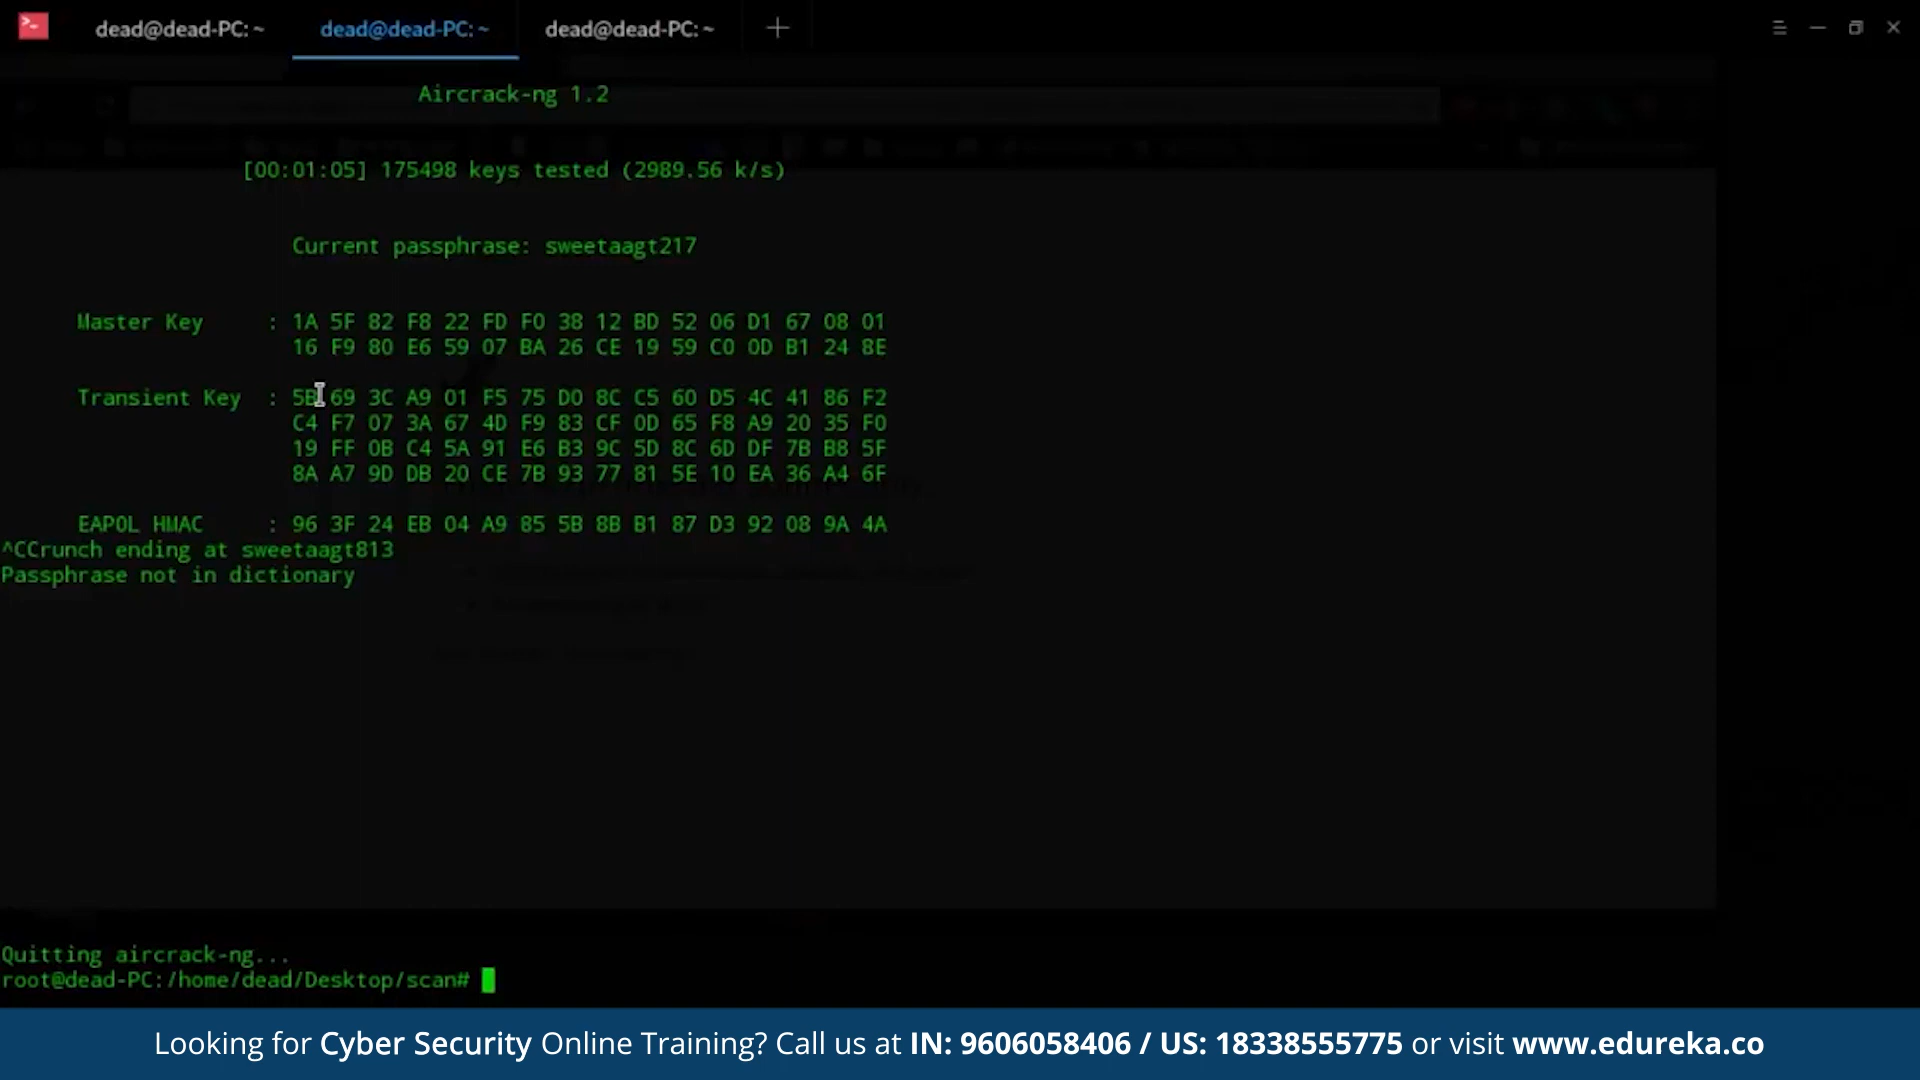 dead@dead-PC: ~
dead@dead-PC: ~
dead@dead-PC: ~
Aircrack-ng 1.2
[00:01:05] 175498 keys tested (2989.56 k/s)
Current passphrase: sweetaagt217
Master Key : 1A 5F 82 F8 22 FD F0 38 12 BD 52 06 D1 67 08 01
16 F9 80 E6 59 07 BA 26 CE 19 59 C0 0D B1 24 8E
Transient Key : 5B 69 3C A9 01 F5 75 D0 8C C5 60 D5 4C 41 86 F2
C4 F7 07 3A 67 4D F9 83 CF 0D 65 F8 A9 20 35 F0
19 FF 0B C4 5A 91 E6 B3 9C 5D 8C 6D DF 7B B8 5F
8A A7 9D DB 20 CE 7B 93 77 81 5E 10 EA 36 A4 6F
EAPOL HMAC : 96 3F 24 EB 04 A9 85 5B 8B B1 87 D3 92 08 9A 4A
^CCrunch ending at sweetaagt813
Passphrase not in dictionary
Quitting aircrack-ng...
root@dead-PC:/home/dead/Desktop/scan#
Looking for Cyber Security Online Training? Call us at IN: 9606058406 / US: 18338555775 or visit www.edureka.co